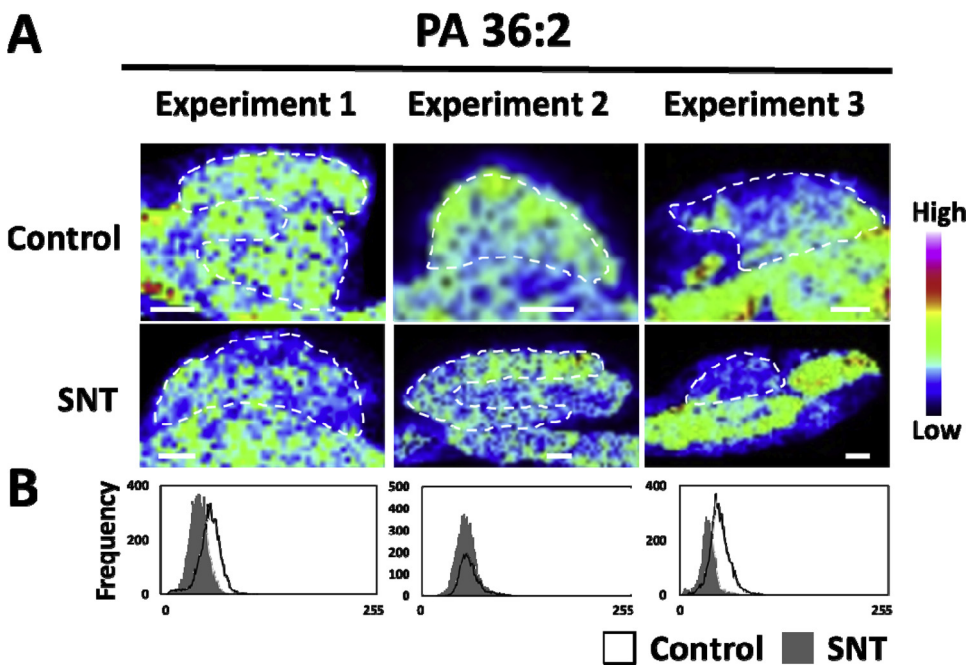 A
PA 36:2
Experiment 1 Experiment 2 Experiment 3
Control
High
SNT
Low
B
Frequency
400
200
0
0 255
500
400
300
200
100
0
0 255
400
200
0
0 255
Control SNT